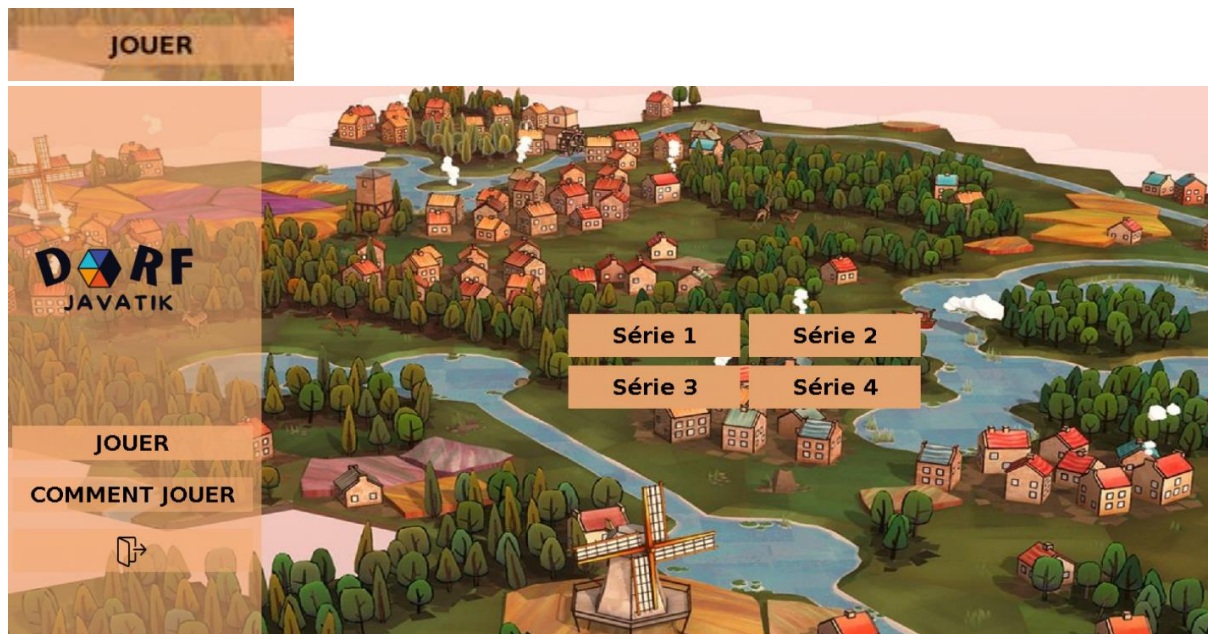 JOUER
DORF
JAVATIK
JOUER
COMMENT JOUER
Série 1
Série 2
Série 3
Série 4